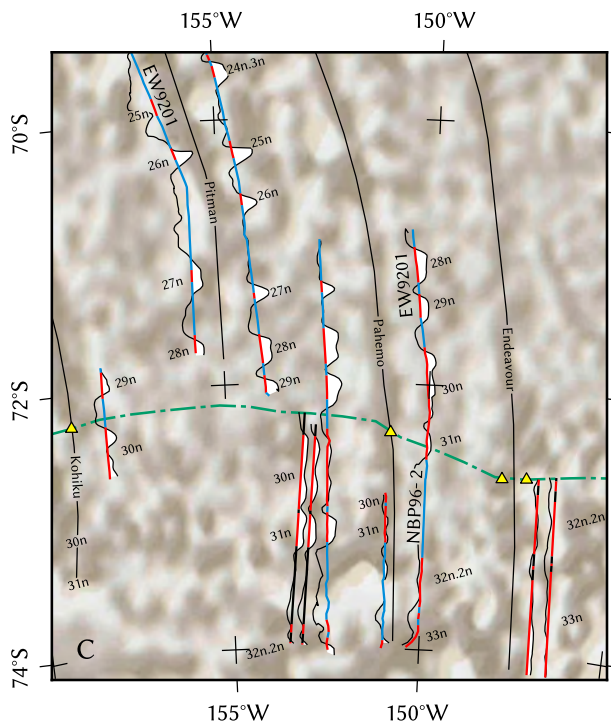 155°W
150°W
24n.3n
EW9201
25n
70°S
25n
26n
Pitman
26n
EW9201
28n
27n
27n
29n
Pahemo
Endeavour
28n
28n
29n
29n
72°S
30n
31n
30n
Kohiku
30n
NBP96- 2
30n
31n
32n.2n
30n
31n
32n.2n
31n
33n
33n
C
32n.2n
74°S
155°W
150°W